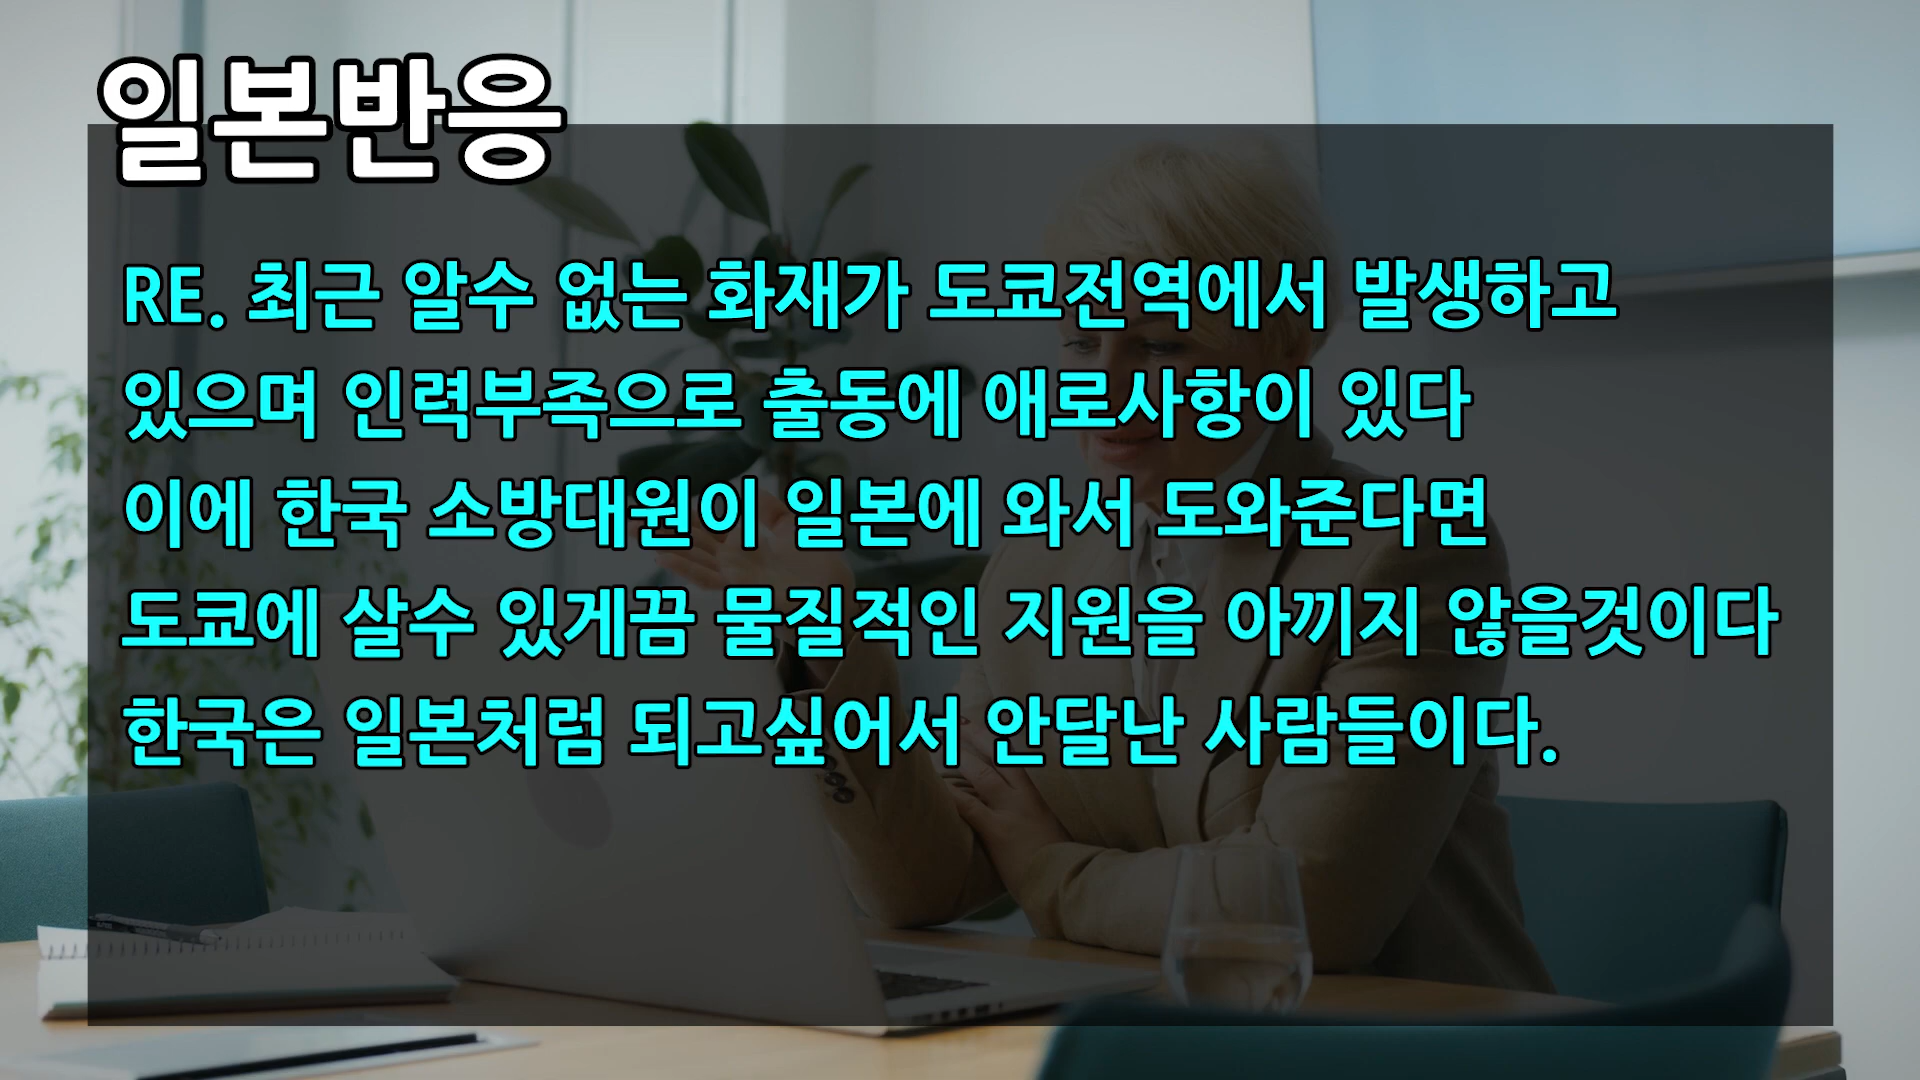 일본반응
RE. 최근 알수 없는 화재가 도쿄전역에서 발생하고
있으며 인력부족으로 출동에 애로사항이 있다
이에 한국 소방대원이 일본에 와서 도와준다면
도쿄에 살수 있게끔 물질적인 지원을 아끼지 않을것이다
한국은 일본처럼 되고싶어서 안달난 사람들이다.